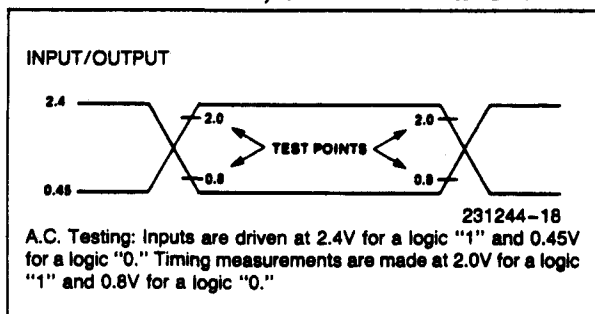 INPUT/OUTPUT
2.4
2.0
2.0
TEST POINTS
0.8
0.8
0.45
231244-18
A.C. Testing: Inputs are driven at 2.4V for a logic "1" and 0.45V
for a logic "0." Timing measurements are made at 2.0V for a logic
"1" and 0.8V for a logic "0."